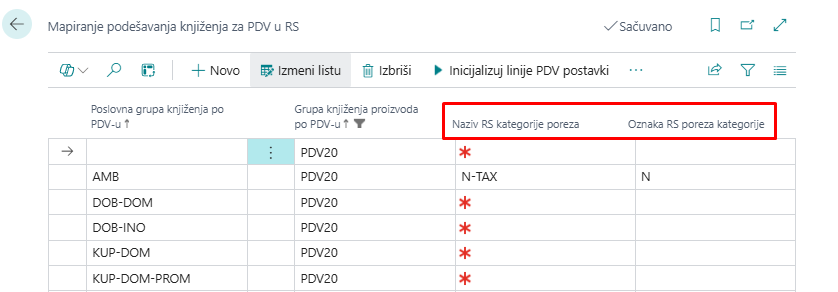 Mapiranje podešavanja knjiženja za PDV u RS
Sačuvano
Novo
Izmeni listu
Izbriši
Inicijalizuj linije PDV postavki
Poslovna grupa knjiženja po PDV-u ↑
Grupa knjiženja proizvoda po PDV-u ↑
Naziv RS kategorije poreza
Oznaka RS poreza kategorije
PDV20
AMB PDV20 N-TAX N
DOB-DOM PDV20
DOB-INO PDV20
KUP-DOM PDV20
KUP-DOM-PROM PDV20